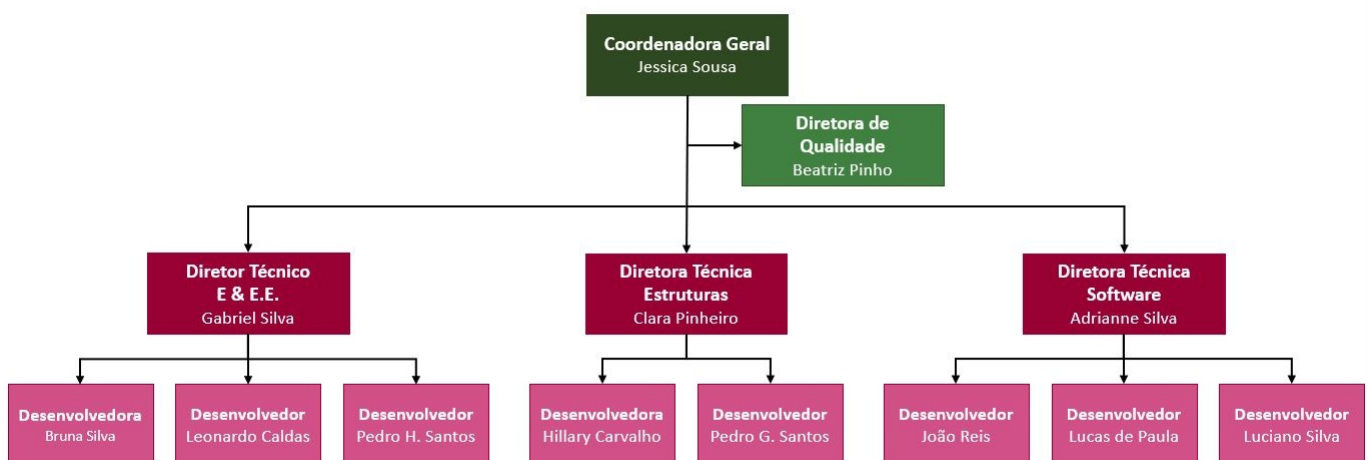 Coordenadora Geral
Jessica Sousa
Diretora de
Qualidade
Beatriz Pinho
Diretor Técnico
E & E.E.
Gabriel Silva
Diretora Técnica
Estruturas
Clara Pinheiro
Diretora Técnica
Software
Adrianne Silva
Desenvolvedora
Bruna Silva
Desenvolvedor
Leonardo Caldas
Desenvolvedor
Pedro H. Santos
Desenvolvedora
Hillary Carvalho
Desenvolvedor
Pedro G. Santos
Desenvolvedor
João Reis
Desenvolvedor
Lucas de Paula
Desenvolvedor
Luciano Silva